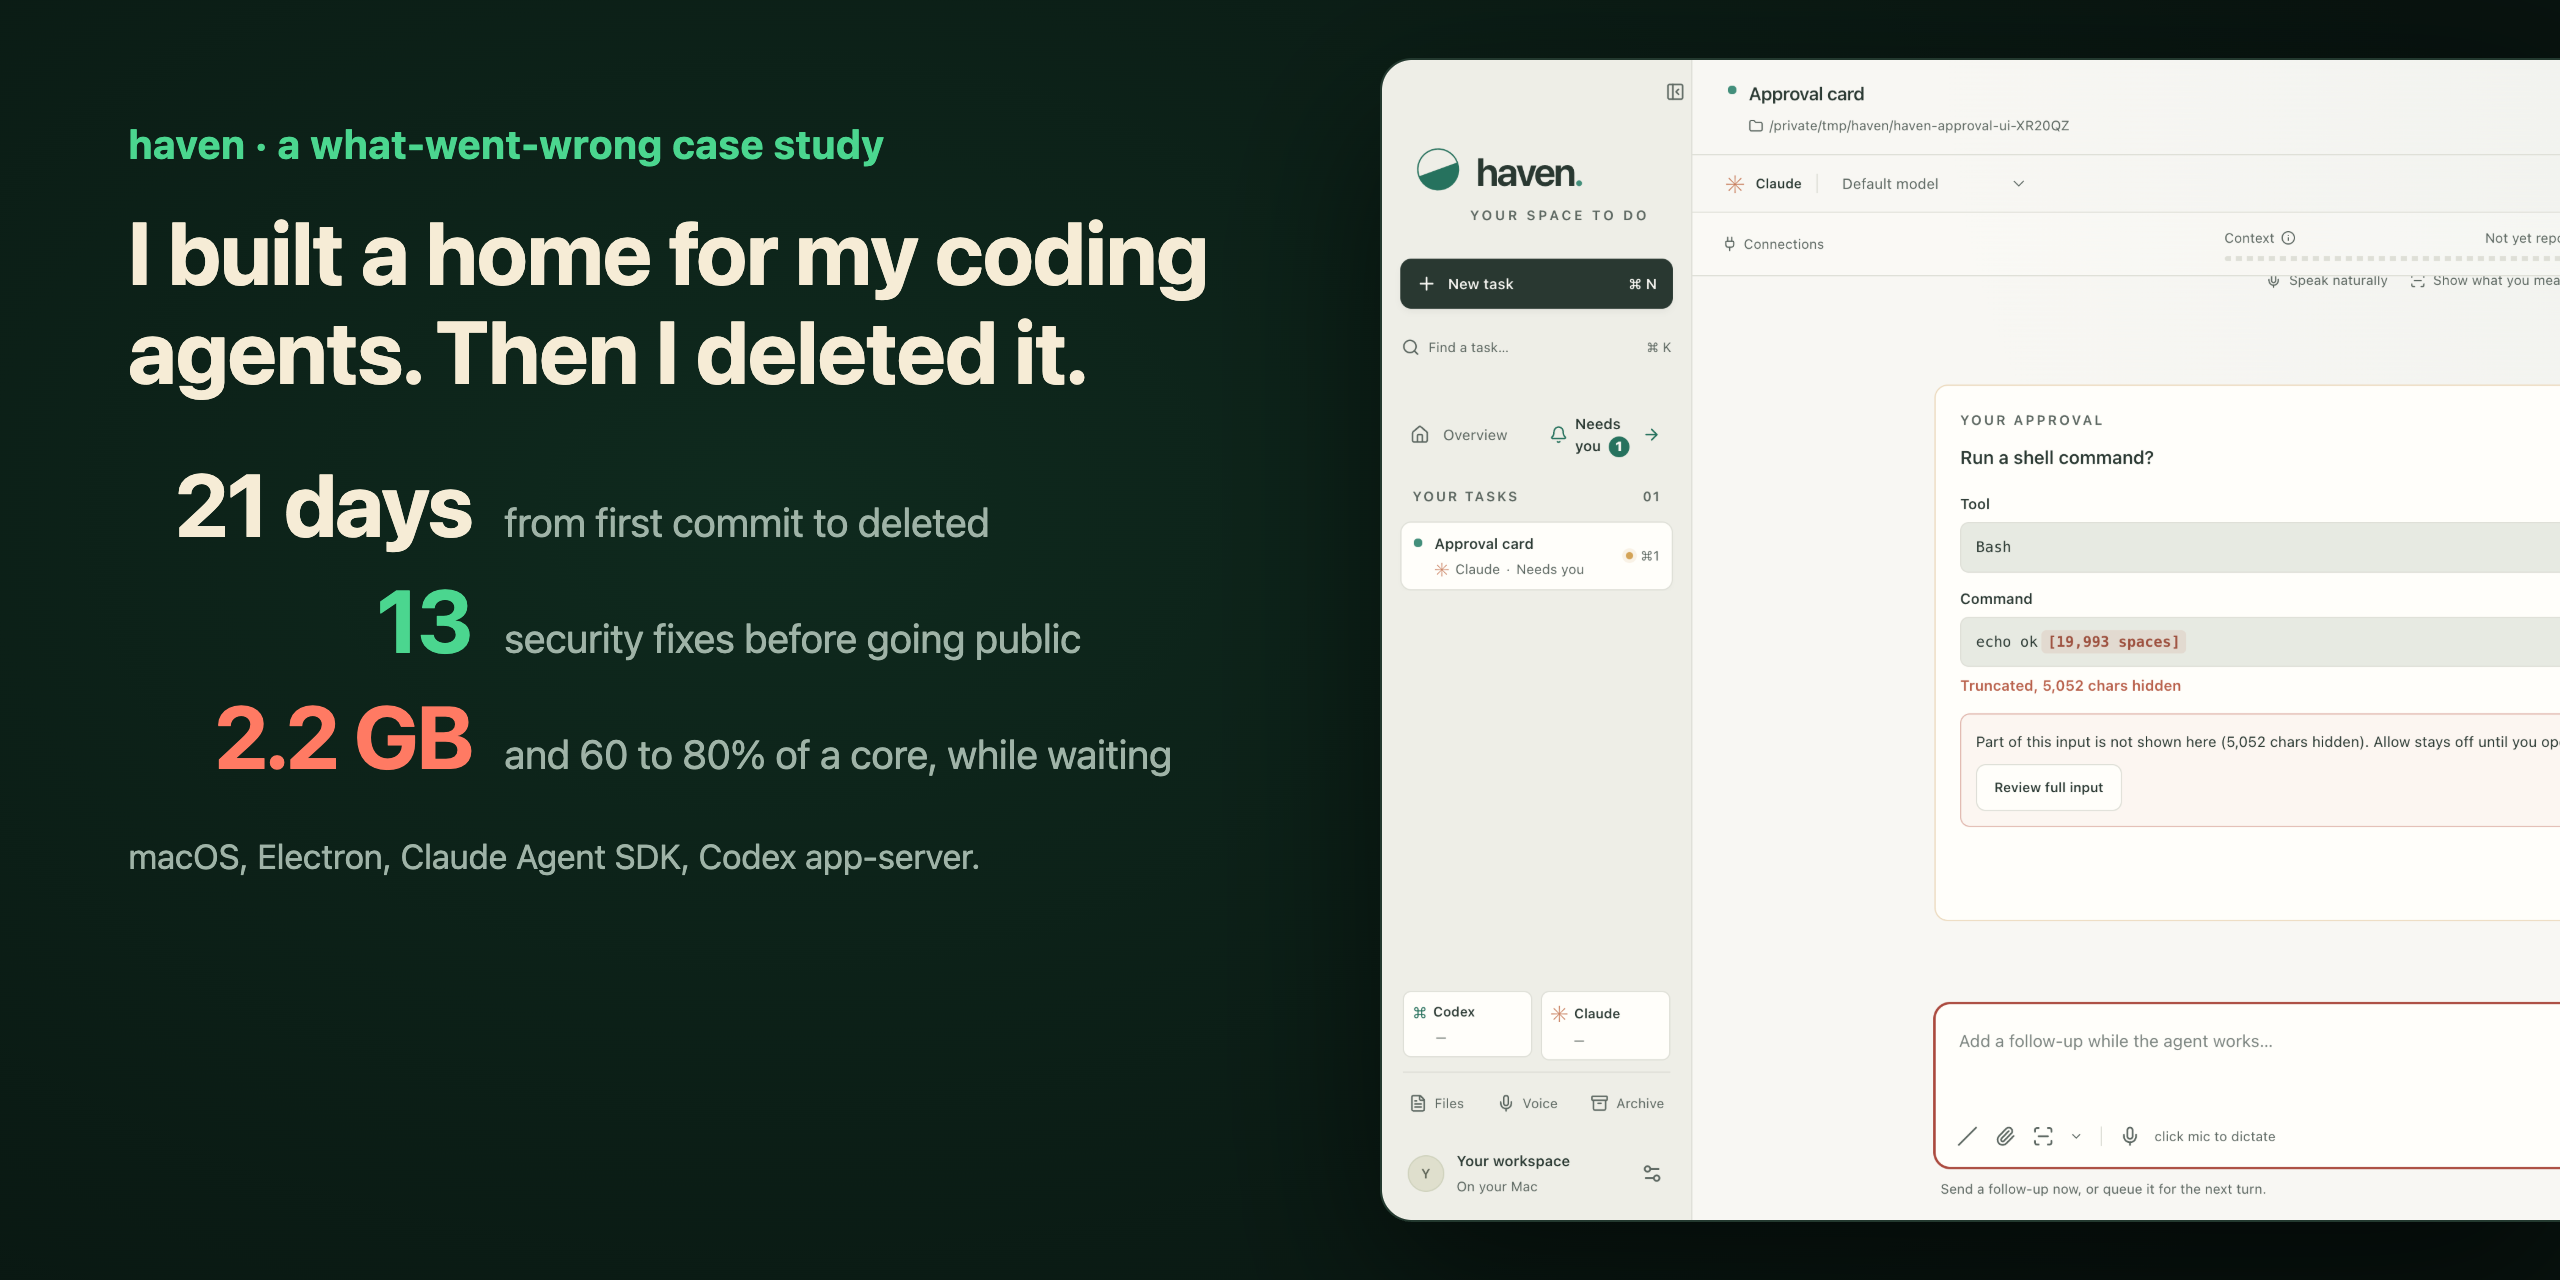 haven · a what-went-wrong case study
I built a home for my coding
agents. Then I deleted it.
21 days from first commit to deleted
13 security fixes before going public
2.2 GB and 60 to 80% of a core, while waiting
macOS, Electron, Claude Agent SDK, Codex app-server.
haven.
YOUR SPACE TO DO
New task ⌘ N
Find a task... ⌘ K
Overview
Needs
you 1
YOUR TASKS 01
Approval card ⌘1
Claude · Needs you
Codex
—
Claude
—
Files Voice Archive
Y
Your workspace
On your Mac
Approval card
/private/tmp/haven/haven-approval-ui-XR20QZ
Claude Default model
Connections
Context Not yet repo
Speak naturally Show what you mea
YOUR APPROVAL
Run a shell command?
Tool
Bash
Command
echo ok [19,993 spaces]
Truncated, 5,052 chars hidden
Part of this input is not shown here (5,052 chars hidden). Allow stays off until you ope
Review full input
Add a follow-up while the agent works...
click mic to dictate
Send a follow-up now, or queue it for the next turn.